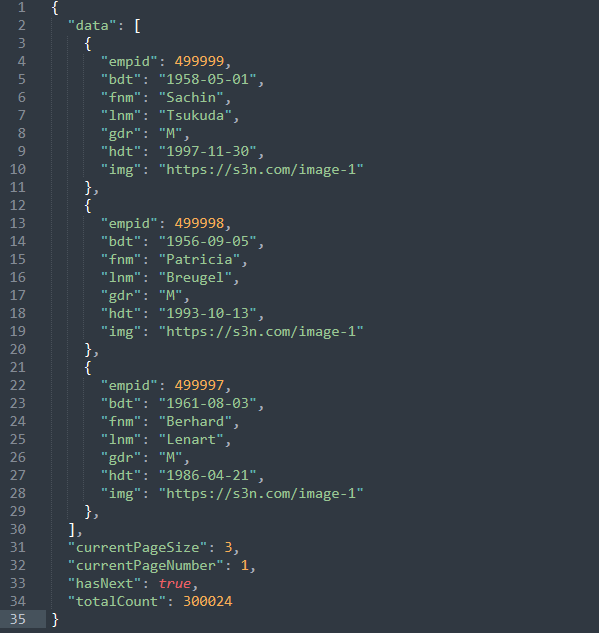 1 {
2 "data": [
3 {
4 "empid": 499999,
5 "bdt": "1958-05-01",
6 "fnm": "Sachin",
7 "lnm": "Tsukuda",
8 "gdr": "M",
9 "hdt": "1997-11-30",
10 "img": "https://s3n.com/image-1"
11 },
12 {
13 "empid": 499998,
14 "bdt": "1956-09-05",
15 "fnm": "Patricia",
16 "lnm": "Breugel",
17 "gdr": "M",
18 "hdt": "1993-10-13",
19 "img": "https://s3n.com/image-1"
20 },
21 {
22 "empid": 499997,
23 "bdt": "1961-08-03",
24 "fnm": "Berhard",
25 "lnm": "Lenart",
26 "gdr": "M",
27 "hdt": "1986-04-21",
28 "img": "https://s3n.com/image-1"
29 },
30 ],
31 "currentPageSize": 3,
32 "currentPageNumber": 1,
33 "hasNext": true,
34 "totalCount": 300024
35 }